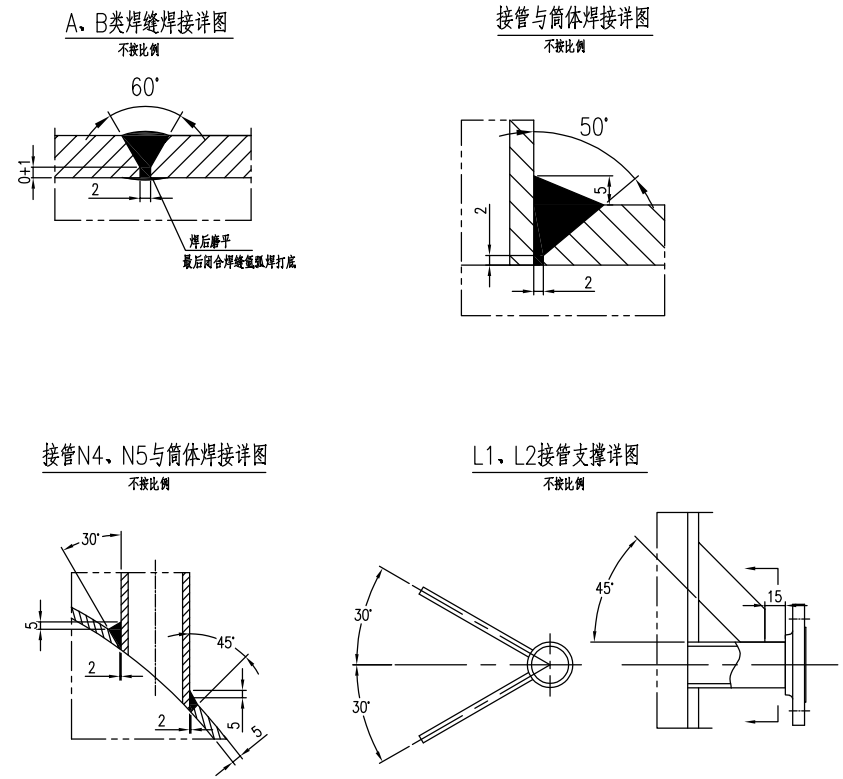 A、B类焊缝焊接详图
不按比例
60°
0+1
2
焊后磨平
最后闭合焊缝氩弧焊打底
接管与筒体焊接详图
不按比例
50°
5
2
2
接管N4、N5与筒体焊接详图
不按比例
30°
5
2
45°
2
5
5
L1、L2接管支撑详图
不按比例
30°
30°
45°
15